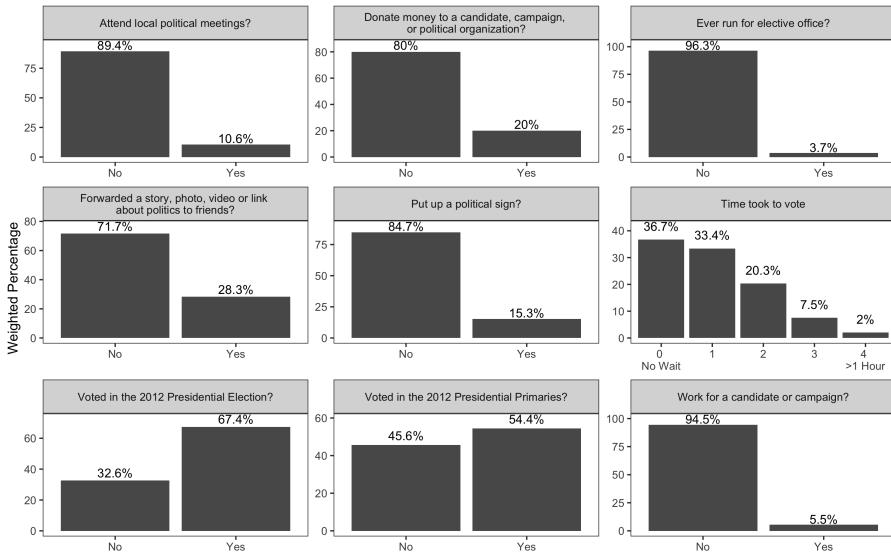 Attend local political meetings?
Donate money to a candidate, campaign,
or political organization?
Ever run for elective office?
89.4%
10.6%
75
50
25
0
No
Yes
80%
20%
80
60
40
20
0
No
Yes
96.3%
3.7%
100
75
50
25
0
No
Yes
Weighted Percentage
Forwarded a story, photo, video or link
about politics to friends?
Put up a political sign?
Time took to vote
71.7%
28.3%
80
60
40
20
0
No
Yes
84.7%
15.3%
75
50
25
0
No
Yes
36.7%
33.4%
20.3%
7.5%
2%
40
30
20
10
0
0
1
2
3
4
No Wait
>1 Hour
Voted in the 2012 Presidential Election?
Voted in the 2012 Presidential Primaries?
Work for a candidate or campaign?
32.6%
67.4%
60
40
20
0
No
Yes
45.6%
54.4%
60
40
20
0
No
Yes
94.5%
5.5%
100
75
50
25
0
No
Yes